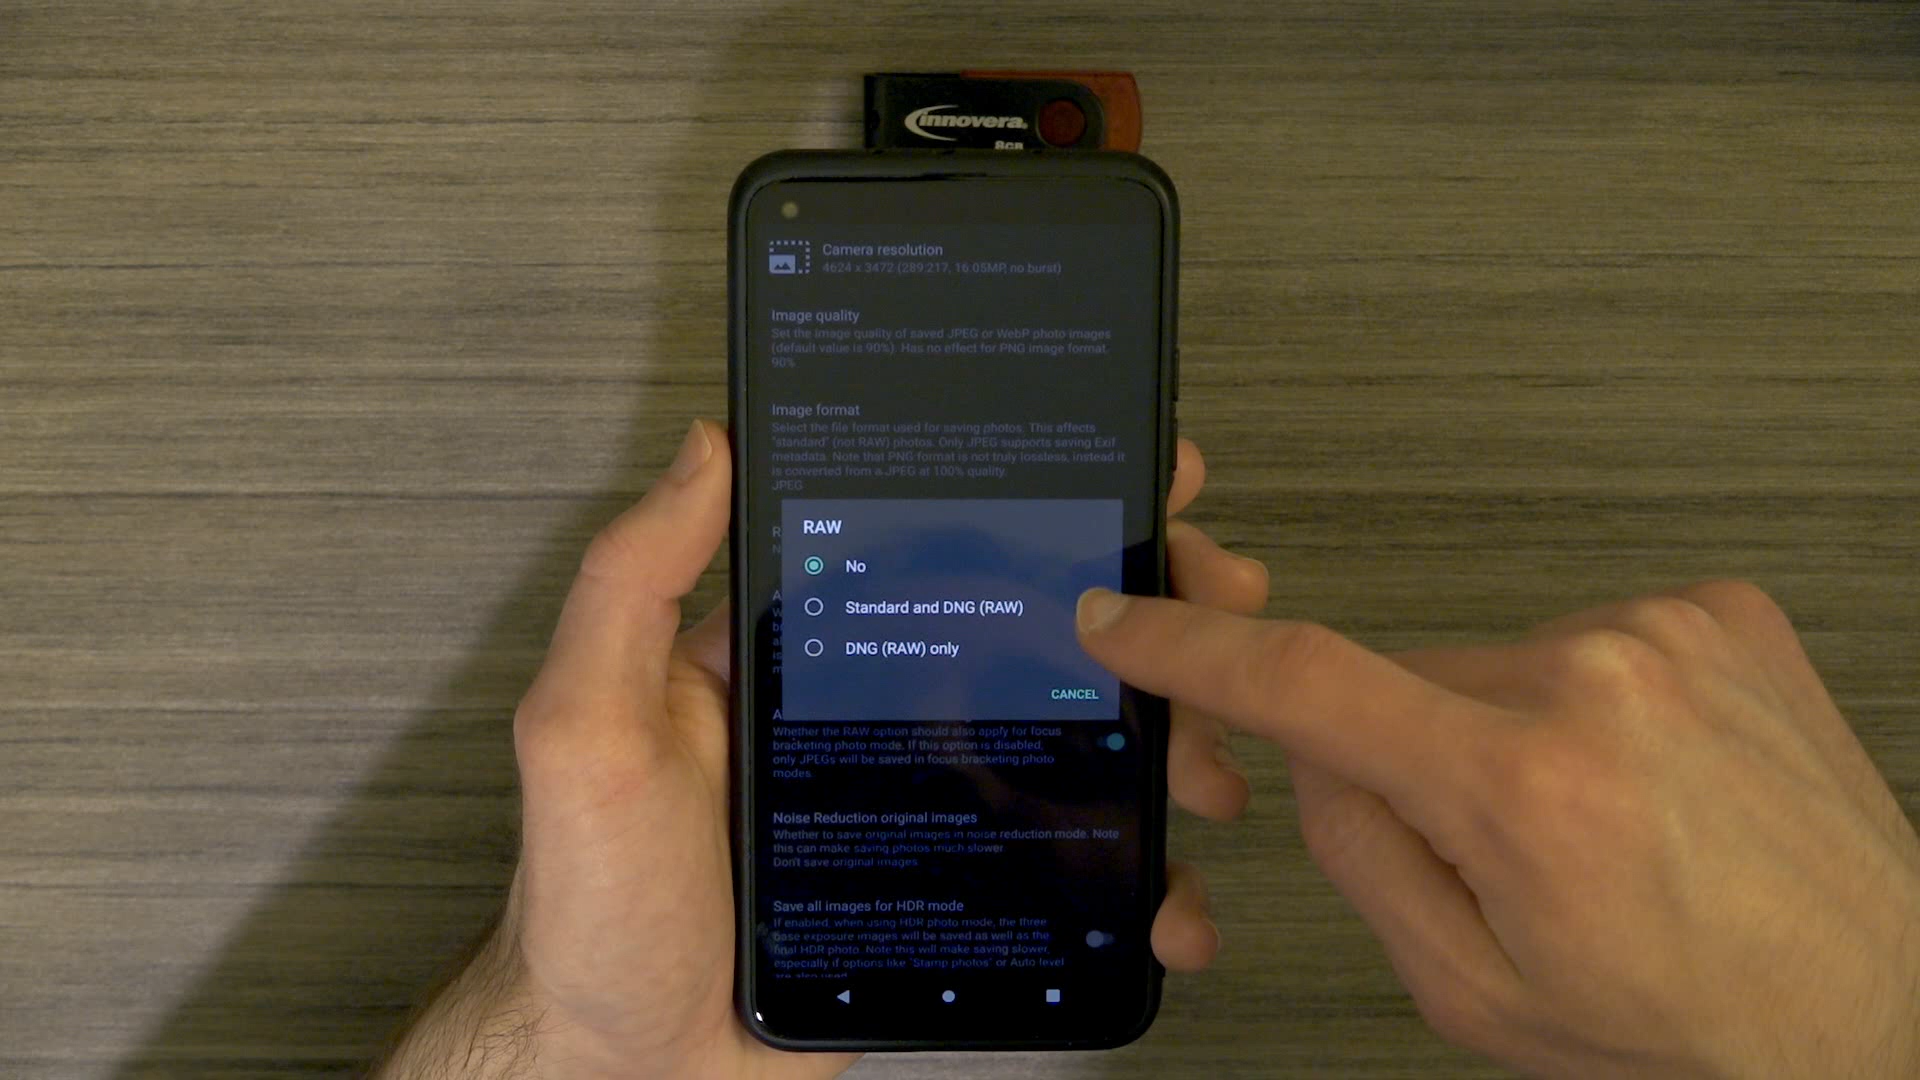 innovera.
8GB
Camera resolution
4624 x 3472 (289:217, 16.05MP, no burst)
Image quality
Set the image quality of saved JPEG or WebP photo images
(default value is 90%). Has no effect for PNG image format.
90%
Image format
Select the file format used for saving photos. This affects
"standard" (not RAW) photos. Only JPEG supports saving Exif
metadata. Note that PNG format is not truly lossless, instead it
is converted from a JPEG at 100% quality.
JPEG
RAW
No
Standard and DNG (RAW)
DNG (RAW) only
CANCEL
Whether the RAW option should also apply for focus
bracketing photo mode. If this option is disabled,
only JPEGs will be saved in focus bracketing photo
modes.
Noise Reduction original images
Whether to save original images in noise reduction mode. Note
this can make saving photos much slower
Don't save original images
Save all images for HDR mode
If enabled, when using HDR photo mode, the three
base exposure images will be saved as well as the
final HDR photo. Note this will make saving slower,
especially if options like "Stamp photos" or Auto level
are also used